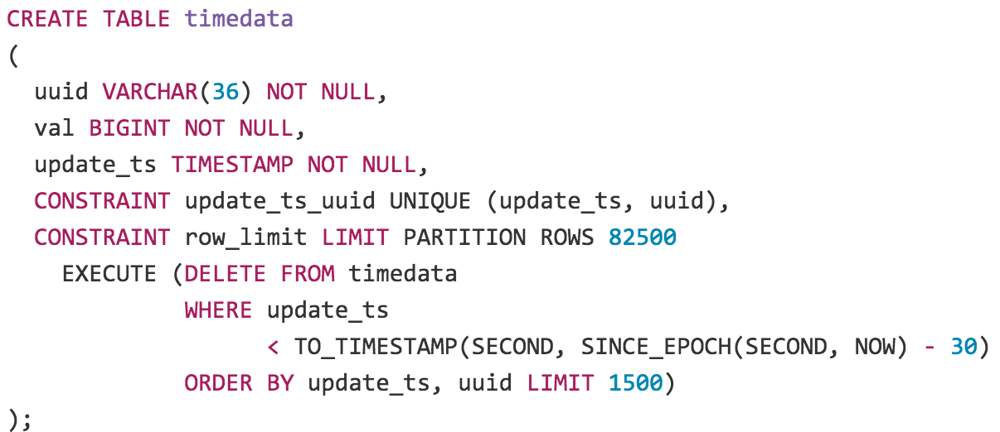 CREATE TABLE timedata
(
  uuid VARCHAR(36) NOT NULL,
  val BIGINT NOT NULL,
  update_ts TIMESTAMP NOT NULL,
  CONSTRAINT update_ts_uuid UNIQUE (update_ts, uuid),
  CONSTRAINT row_limit LIMIT PARTITION ROWS 82500
    EXECUTE (DELETE FROM timedata
             WHERE update_ts
                   < TO_TIMESTAMP(SECOND, SINCE_EPOCH(SECOND, NOW) - 30)
             ORDER BY update_ts, uuid LIMIT 1500)
);